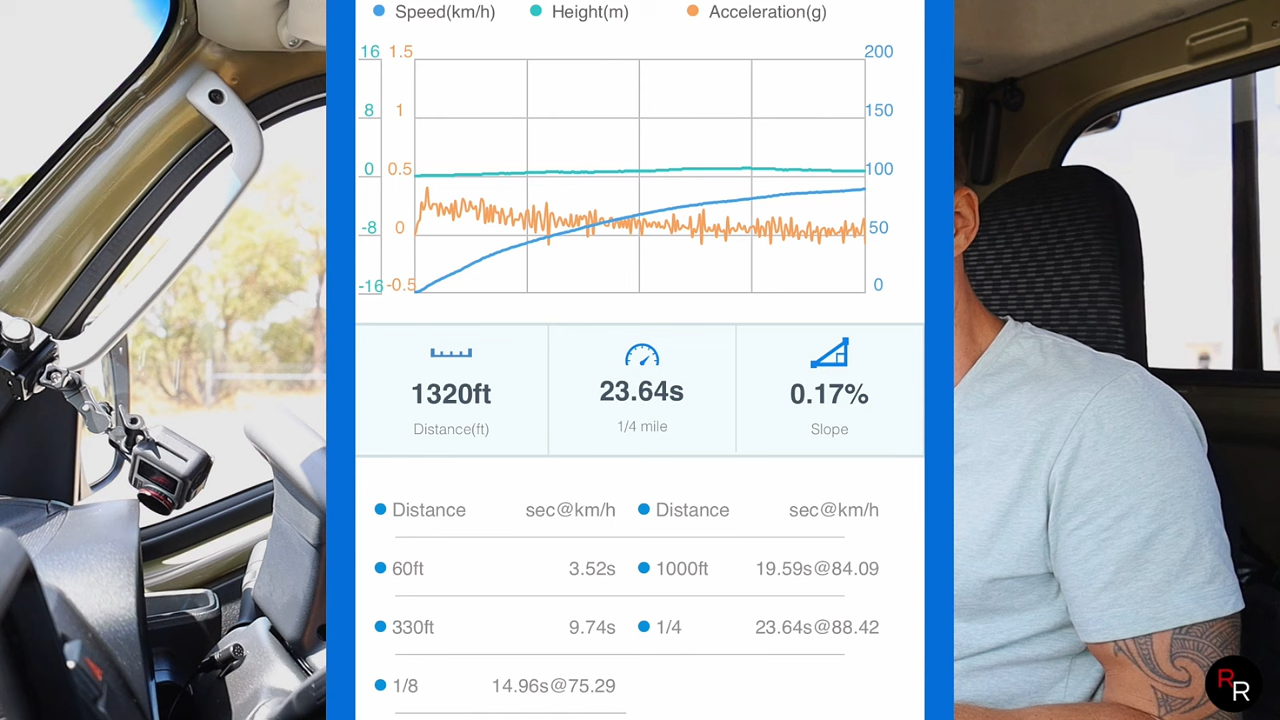 Speed(km/h) Height(m) Acceleration(g)
16 1.5 200
8 1 150
0 0.5 100
-8 0 50
-16 -0.5 0
1320ft 23.64s 0.17%
Distance(ft) 1/4 mile Slope
Distance sec@km/h Distance sec@km/h
60ft 3.52s 1000ft 19.59s@84.09
330ft 9.74s 1/4 23.64s@88.42
1/8 14.96s@75.29
RR